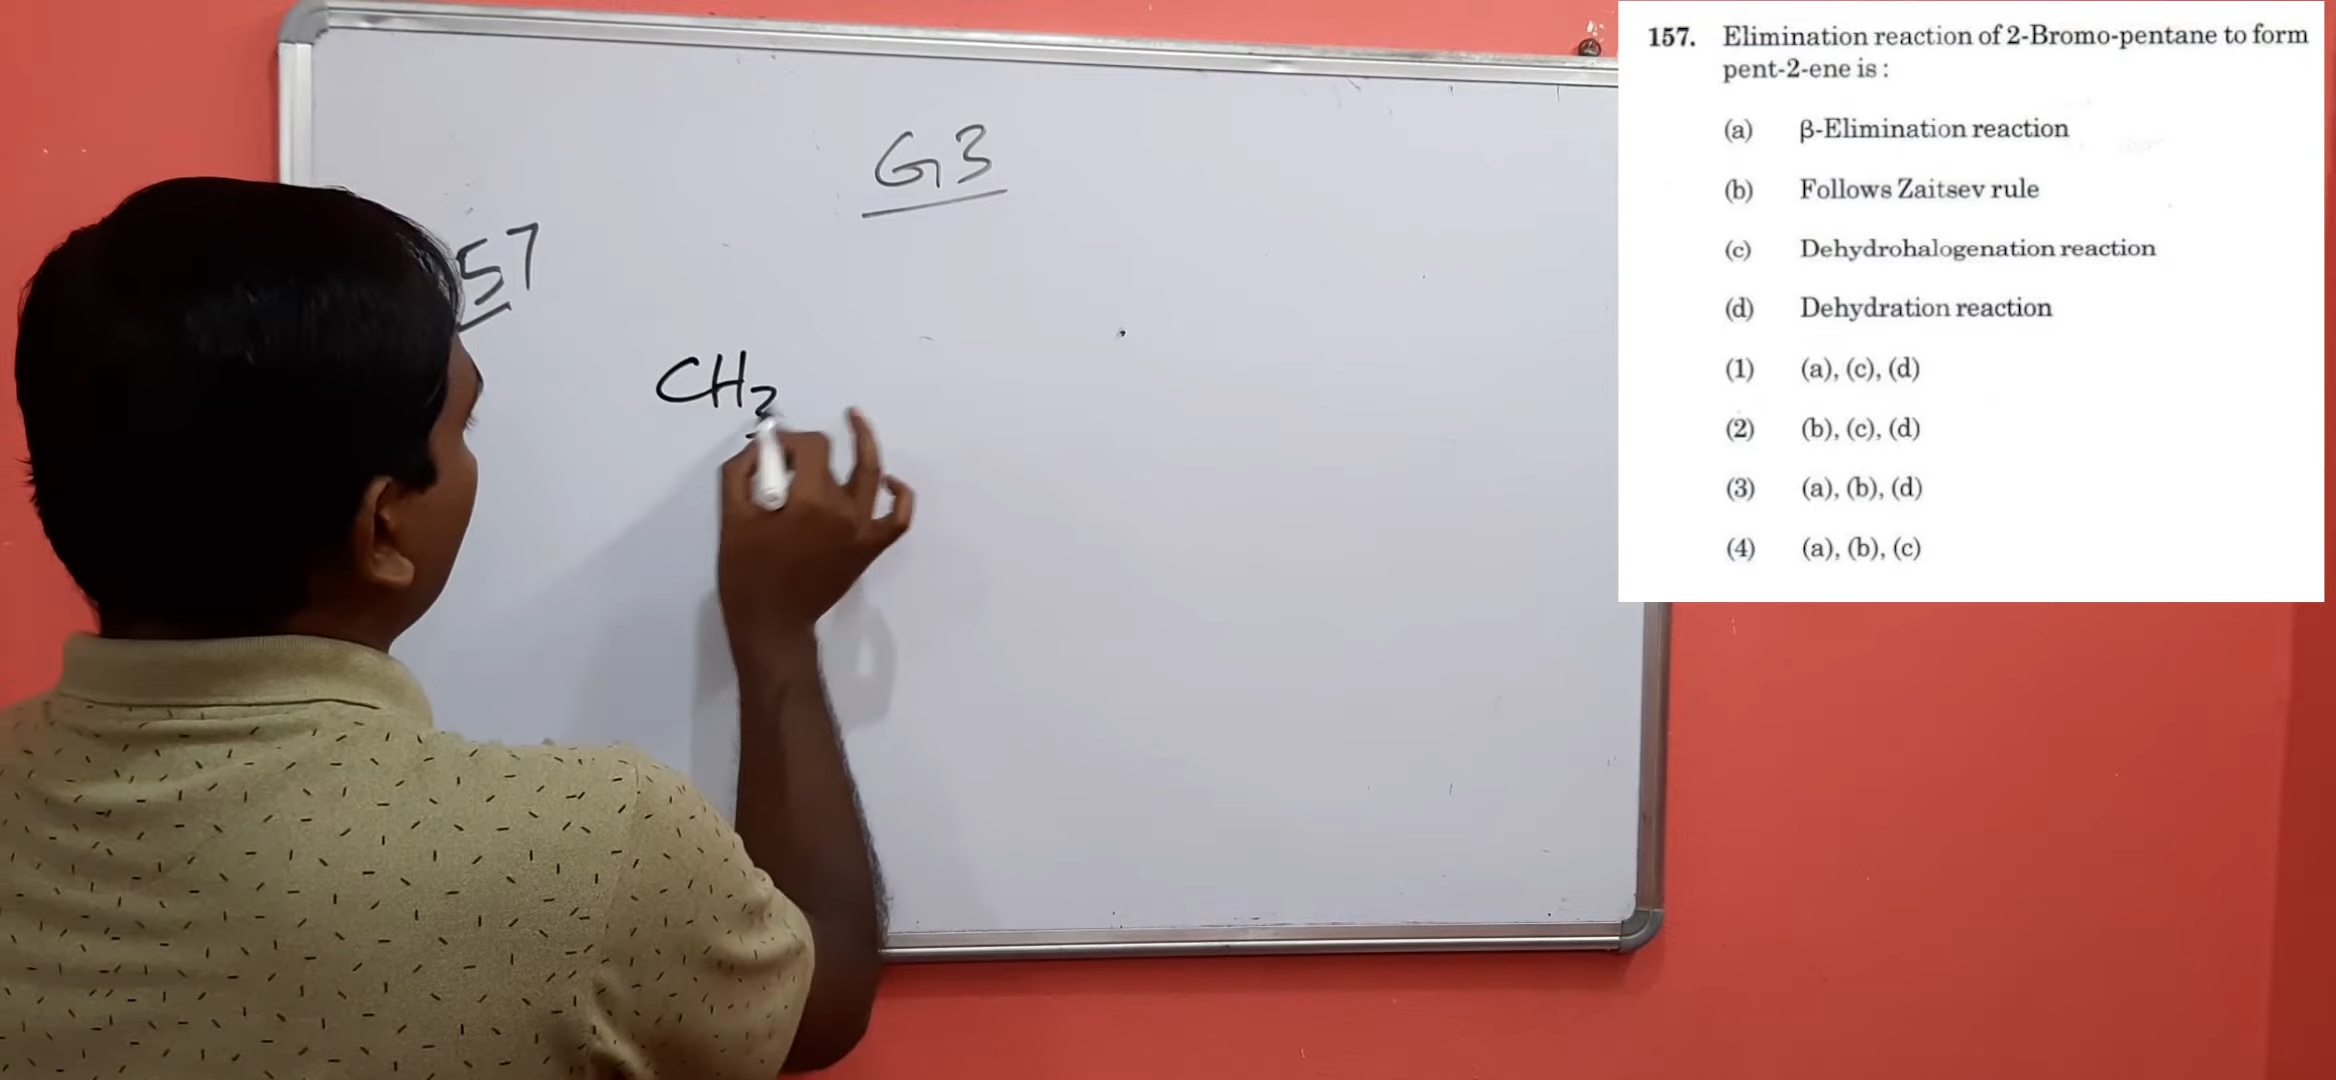 G3
57
CH3
157. Elimination reaction of 2-Bromo-pentane to form
pent-2-ene is :
(a) β-Elimination reaction
(b) Follows Zaitsev rule
(c) Dehydrohalogenation reaction
(d) Dehydration reaction
(1) (a), (c), (d)
(2) (b), (c), (d)
(3) (a), (b), (d)
(4) (a), (b), (c)